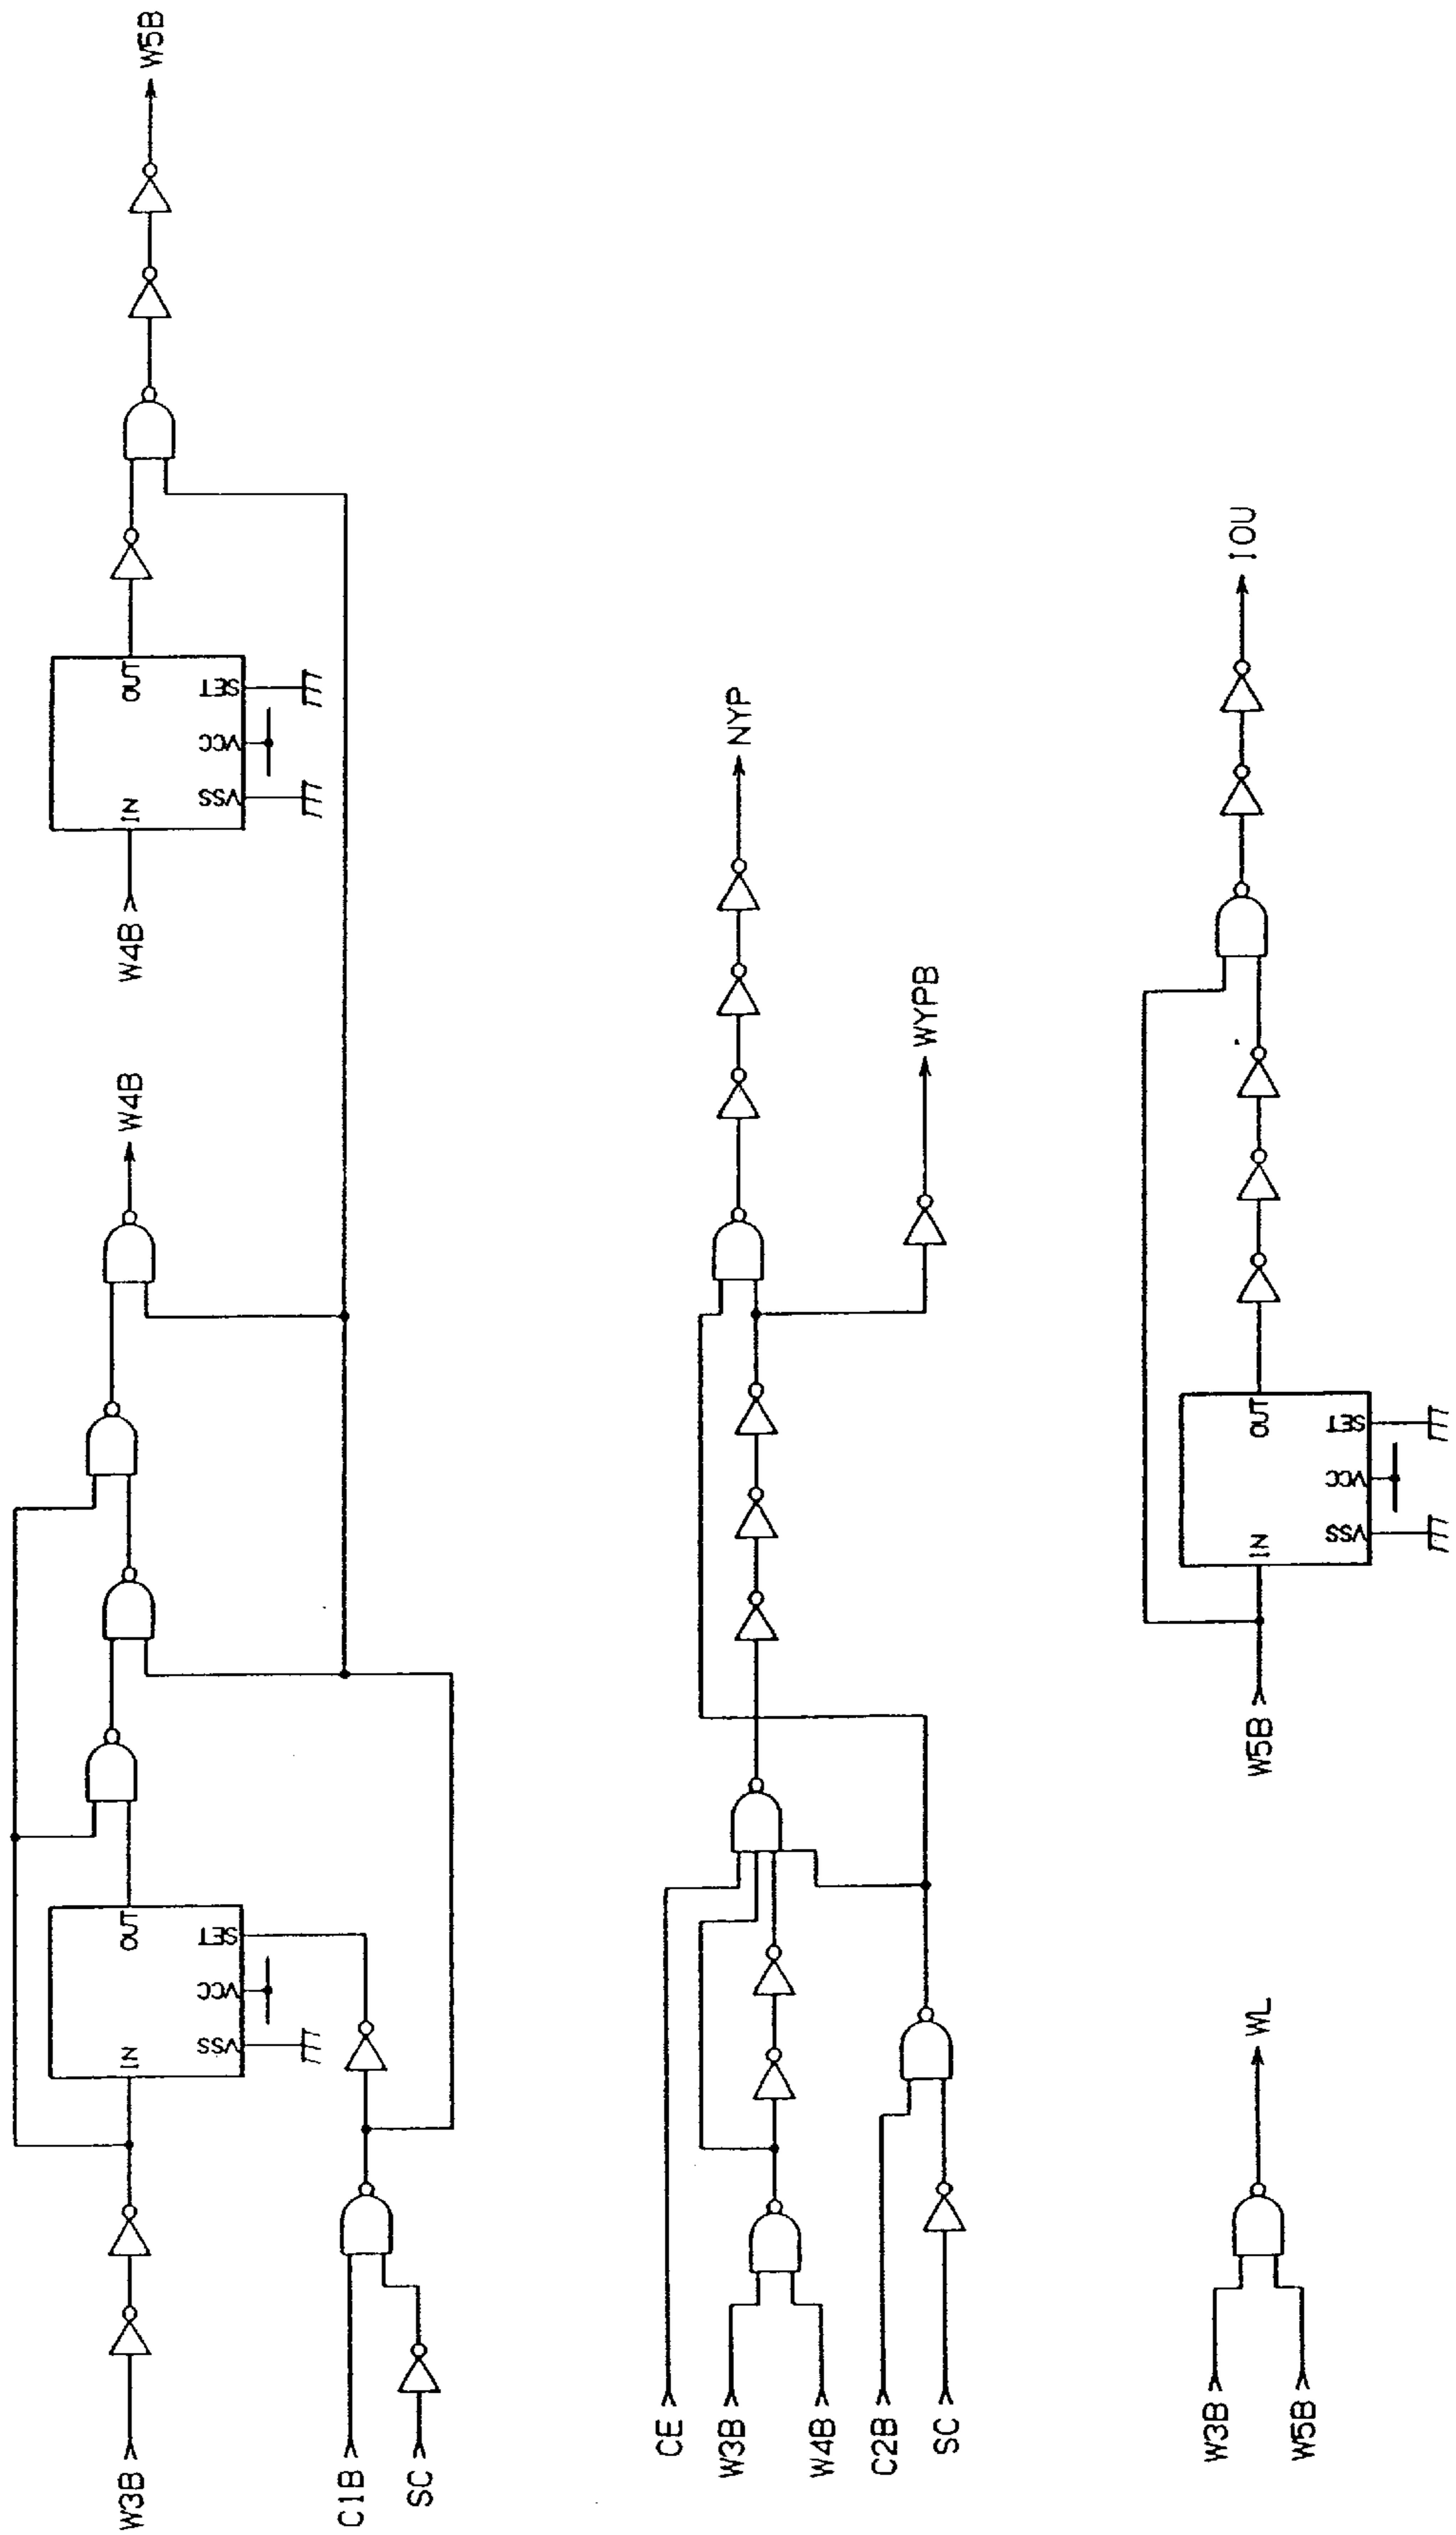 W3B
C1B
SC
IN
OUT
VSS
VCC
SET
W4B
W4B
IN
OUT
VSS
VCC
SET
W5B
CE
W3B
W4B
C2B
SC
NYP
WYPB
W3B
W5B
WL
W5B
IN
OUT
VSS
VCC
SET
IOU